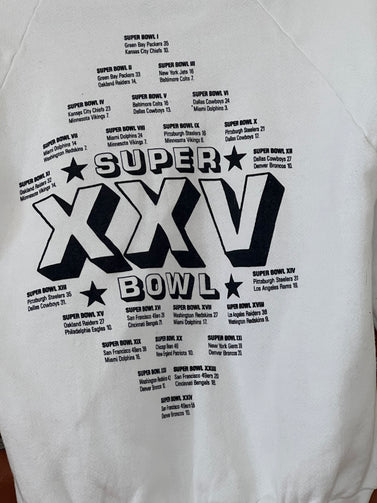 SUPER BOWL I
Green Bay Packers 35
Kansas City Chiefs 10.
SUPER BOWL II
Green Bay Packers 33
Oakland Raiders 14.
SUPER BOWL III
New York Jets 16
Baltimore Colts 7.
SUPER BOWL IV
Kansas City Chiefs 23
Minnesota Vikings 7.
SUPER BOWL V
Baltimore Colts 16
Dallas Cowboys 13.
SUPER BOWL VI
Dallas Cowboys 24
Miami Dolphins 3.
SUPER BOWL VII
Miami Dolphins 14
Washington Redskins 7.
SUPER BOWL VIII
Miami Dolphins 24
Minnesota Vikings 7.
SUPER BOWL IX
Pittsburgh Steelers 16
Minnesota Vikings 6.
SUPER BOWL X
Pittsburgh Steelers 21
Dallas Cowboys 17.
SUPER BOWL XI
Oakland Raiders 32
Minnesota Vikings 14.
SUPER BOWL XII
Dallas Cowboys 27
Denver Broncos 10.
SUPER
XXV
BOWL
SUPER BOWL XIII
Pittsburgh Steelers 35
Dallas Cowboys 31.
SUPER BOWL XIV
Pittsburgh Steelers 31
Los Angeles Rams 19.
SUPER BOWL XV
Oakland Raiders 27
Philadelphia Eagles 10.
SUPER BOWL XVI
San Francisco 49ers 26
Cincinnati Bengals 21.
SUPER BOWL XVII
Washington Redskins 27
Miami Dolphins 17.
SUPER BOWL XVIII
Los Angeles Raiders 38
Washington Redskins 9.
SUPER BOWL XIX
San Francisco 49ers 38
Miami Dolphins 16.
SUPER BOWL XX
Chicago Bears 46
New England Patriots 10.
SUPER BOWL XXI
New York Giants 39
Denver Broncos 20.
SUPER BOWL XXII
Washington Redskins 42
Denver Broncos 10.
SUPER BOWL XXIII
San Francisco 49ers 20
Cincinnati Bengals 16.
SUPER BOWL XXIV
San Francisco 49ers 55
Denver Broncos 10.